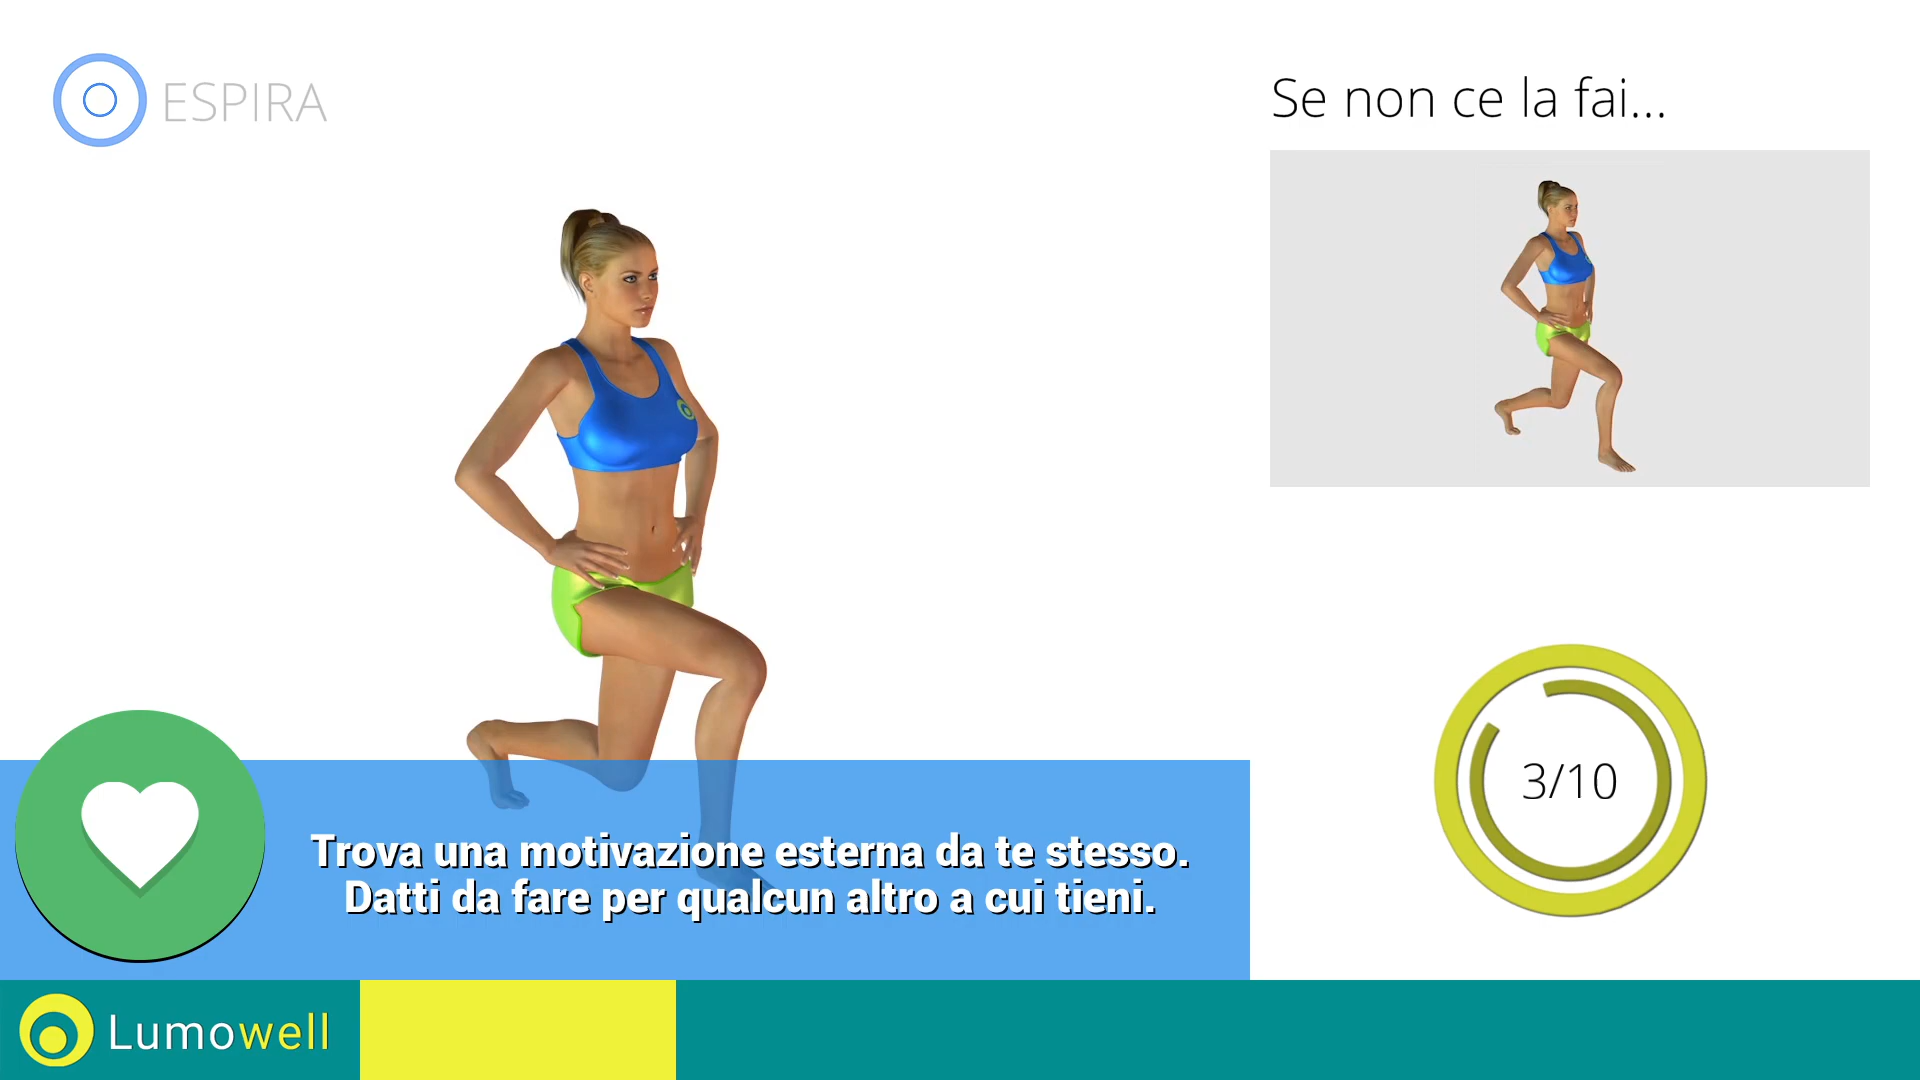 ESPIRA
Se non ce la fai...
3/10
Trova una motivazione esterna da te stesso.
Datti da fare per qualcun altro a cui tieni.
Lumowell